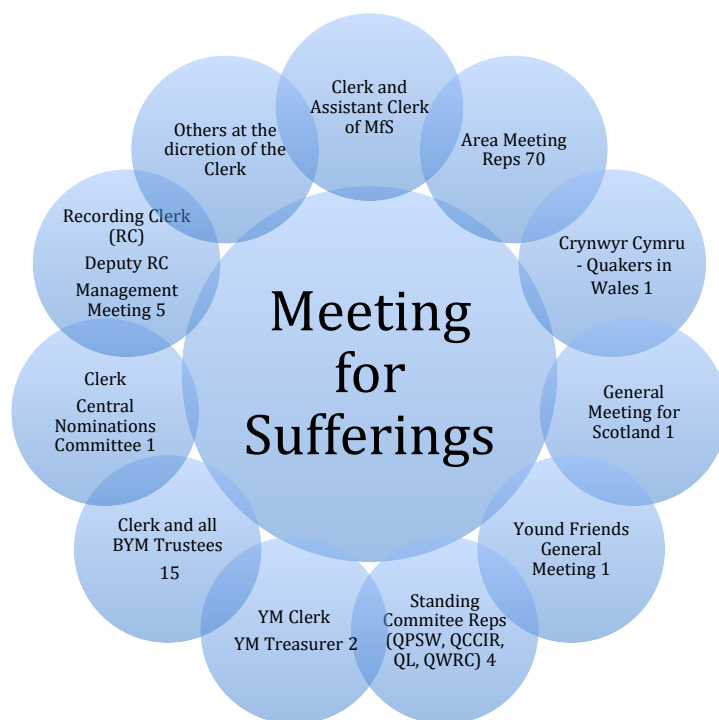 Meeting
for
Sufferings
Clerk and
Assistant Clerk
of MfS
Area Meeting
Reps 70
Crynwyr Cymru
- Quakers in
Wales 1
General
Meeting for
Scotland 1
Yound Friends
General
Meeting 1
Standing
Commitee Reps
(QPSW, QCCIR,
QL, QWRC) 4
YM Clerk
YM Treasurer 2
Clerk and all
BYM Trustees
15
Clerk
Central
Nominations
Committee 1
Recording Clerk
(RC)
Deputy RC
Management
Meeting 5
Others at the
dicretion of the
Clerk